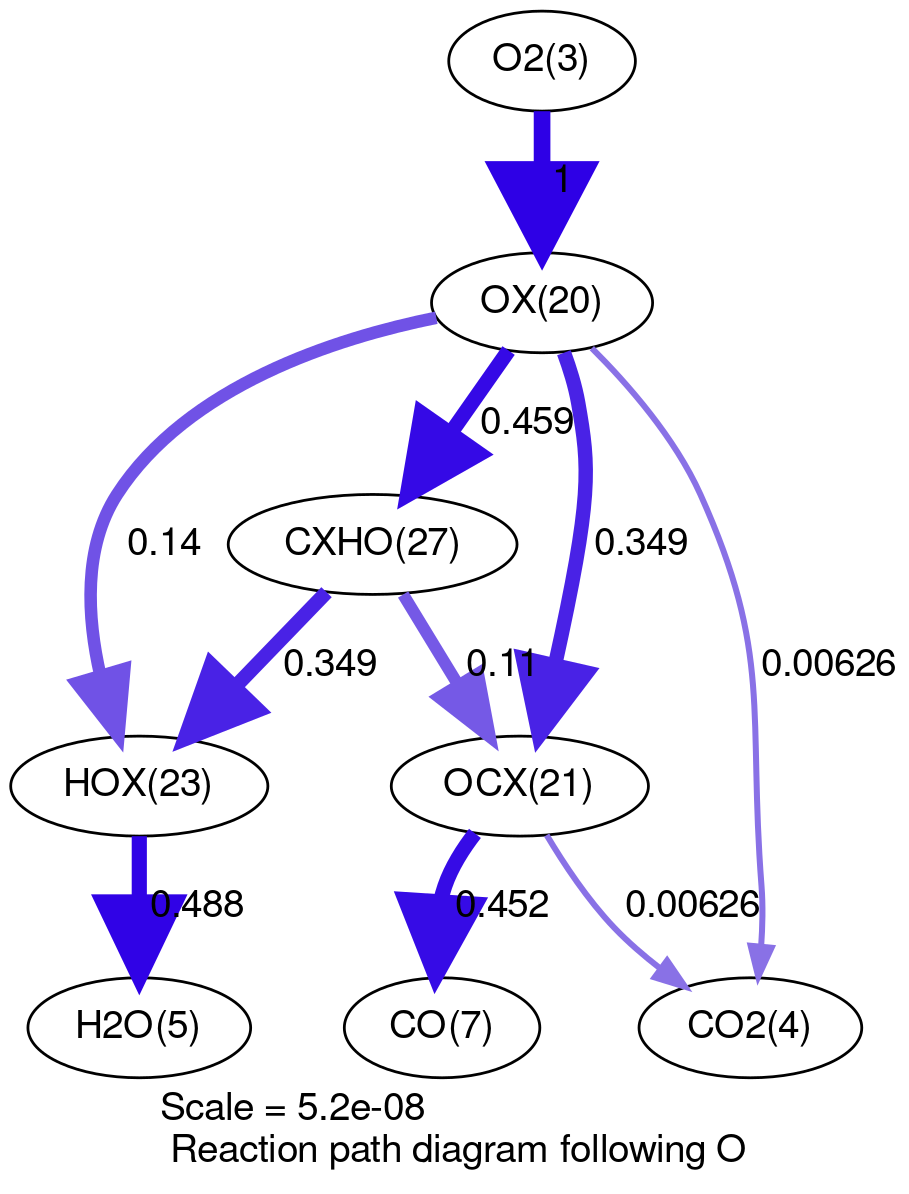 O2(3)
1
OX(20)
0.459
CXHO(27)
0.14
0.349
0.349
0.11
0.00626
HOX(23)
OCX(21)
0.488
0.452
0.00626
H2O(5)
CO(7)
CO2(4)
Scale = 5.2e-08
Reaction path diagram following O